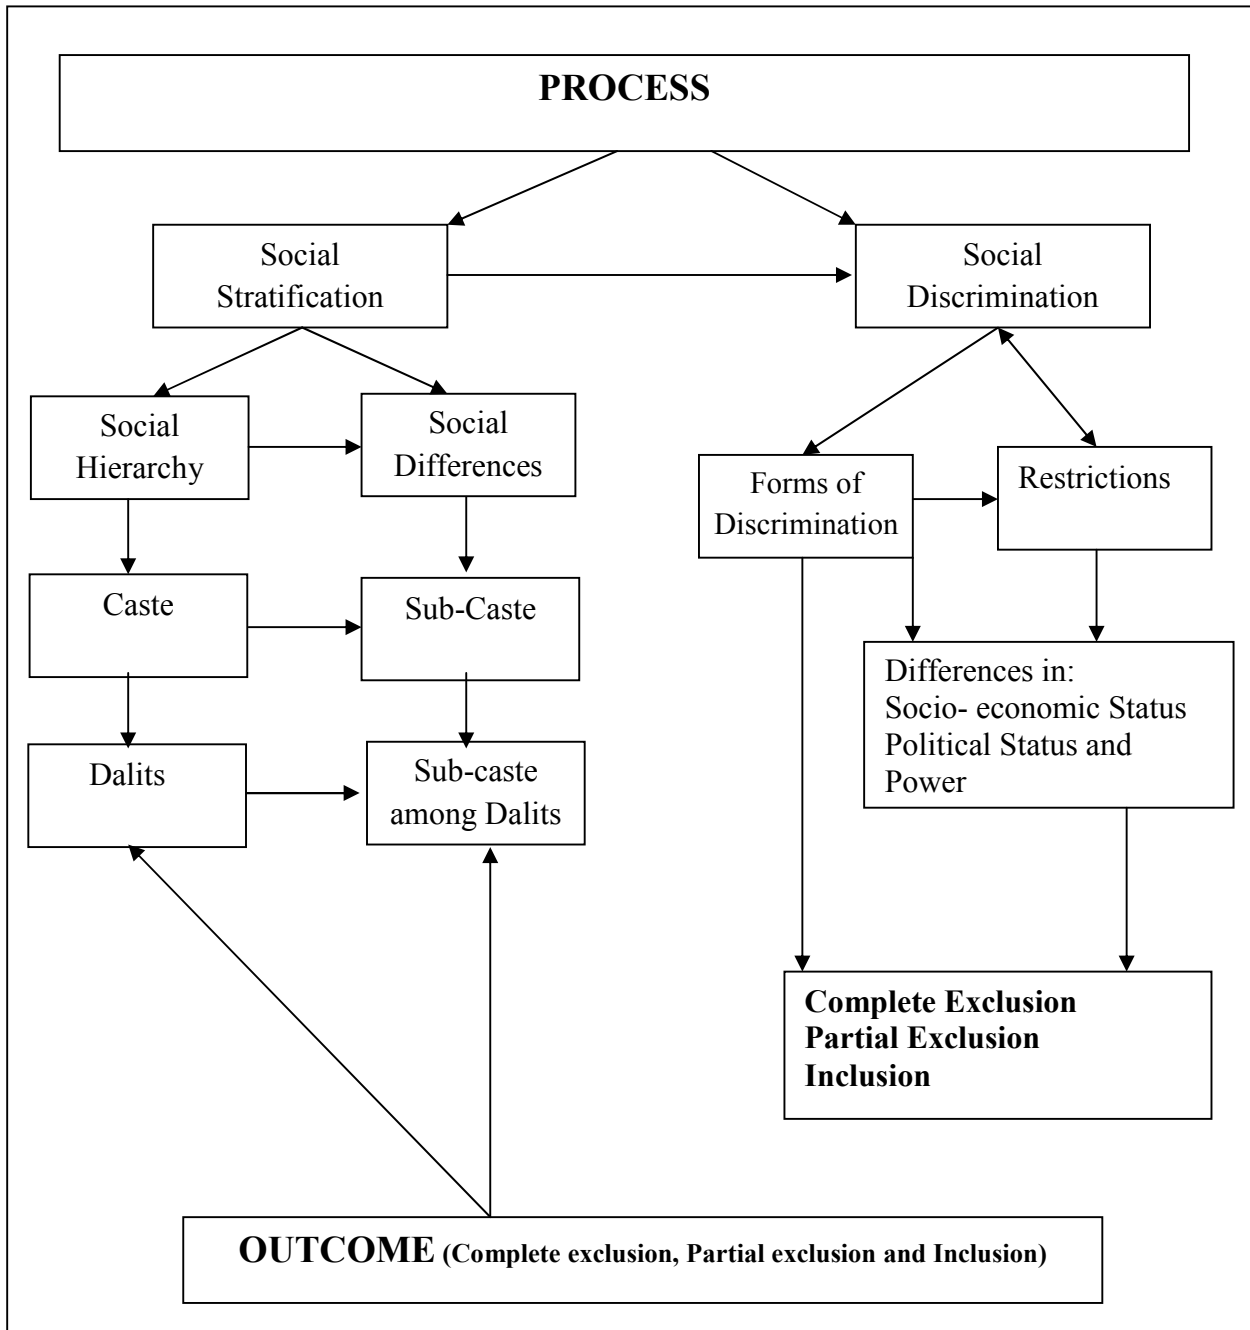 PROCESS
Social
Stratification
Social
Discrimination
Social
Hierarchy
Social
Differences
Forms of
Discrimination
Restrictions
Caste
Sub-Caste
Differences in:
Socio- economic Status
Political Status and
Power
Dalits
Sub-caste
among Dalits
Complete Exclusion
Partial Exclusion
Inclusion
OUTCOME (Complete exclusion, Partial exclusion and Inclusion)